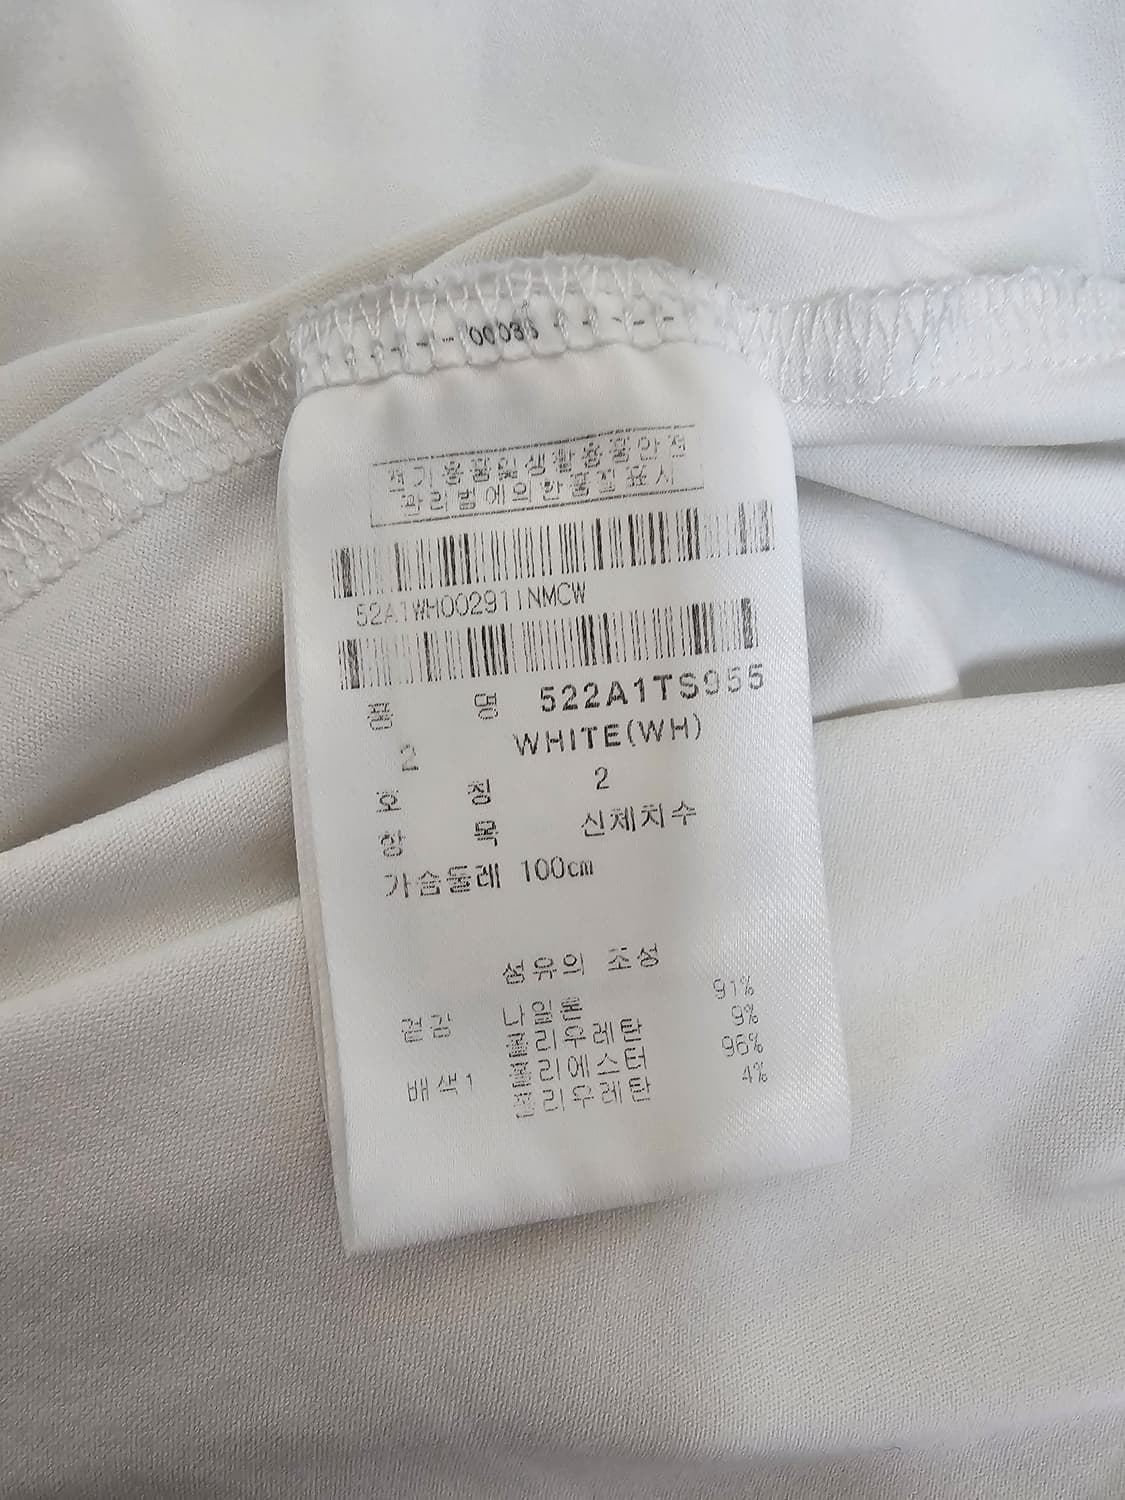 00036
전기용품및생활용품안전
관리법에의한품질표시
52A1WH002911NMCW
품 명 522A1TS955
2 WHITE(WH)
호 칭 2
항 목 신체치수
가슴둘레 100cm
섬유의 조성
겉감 나일론 91%
폴리우레탄 9%
배색1 폴리에스터 96%
폴리우레탄 4%